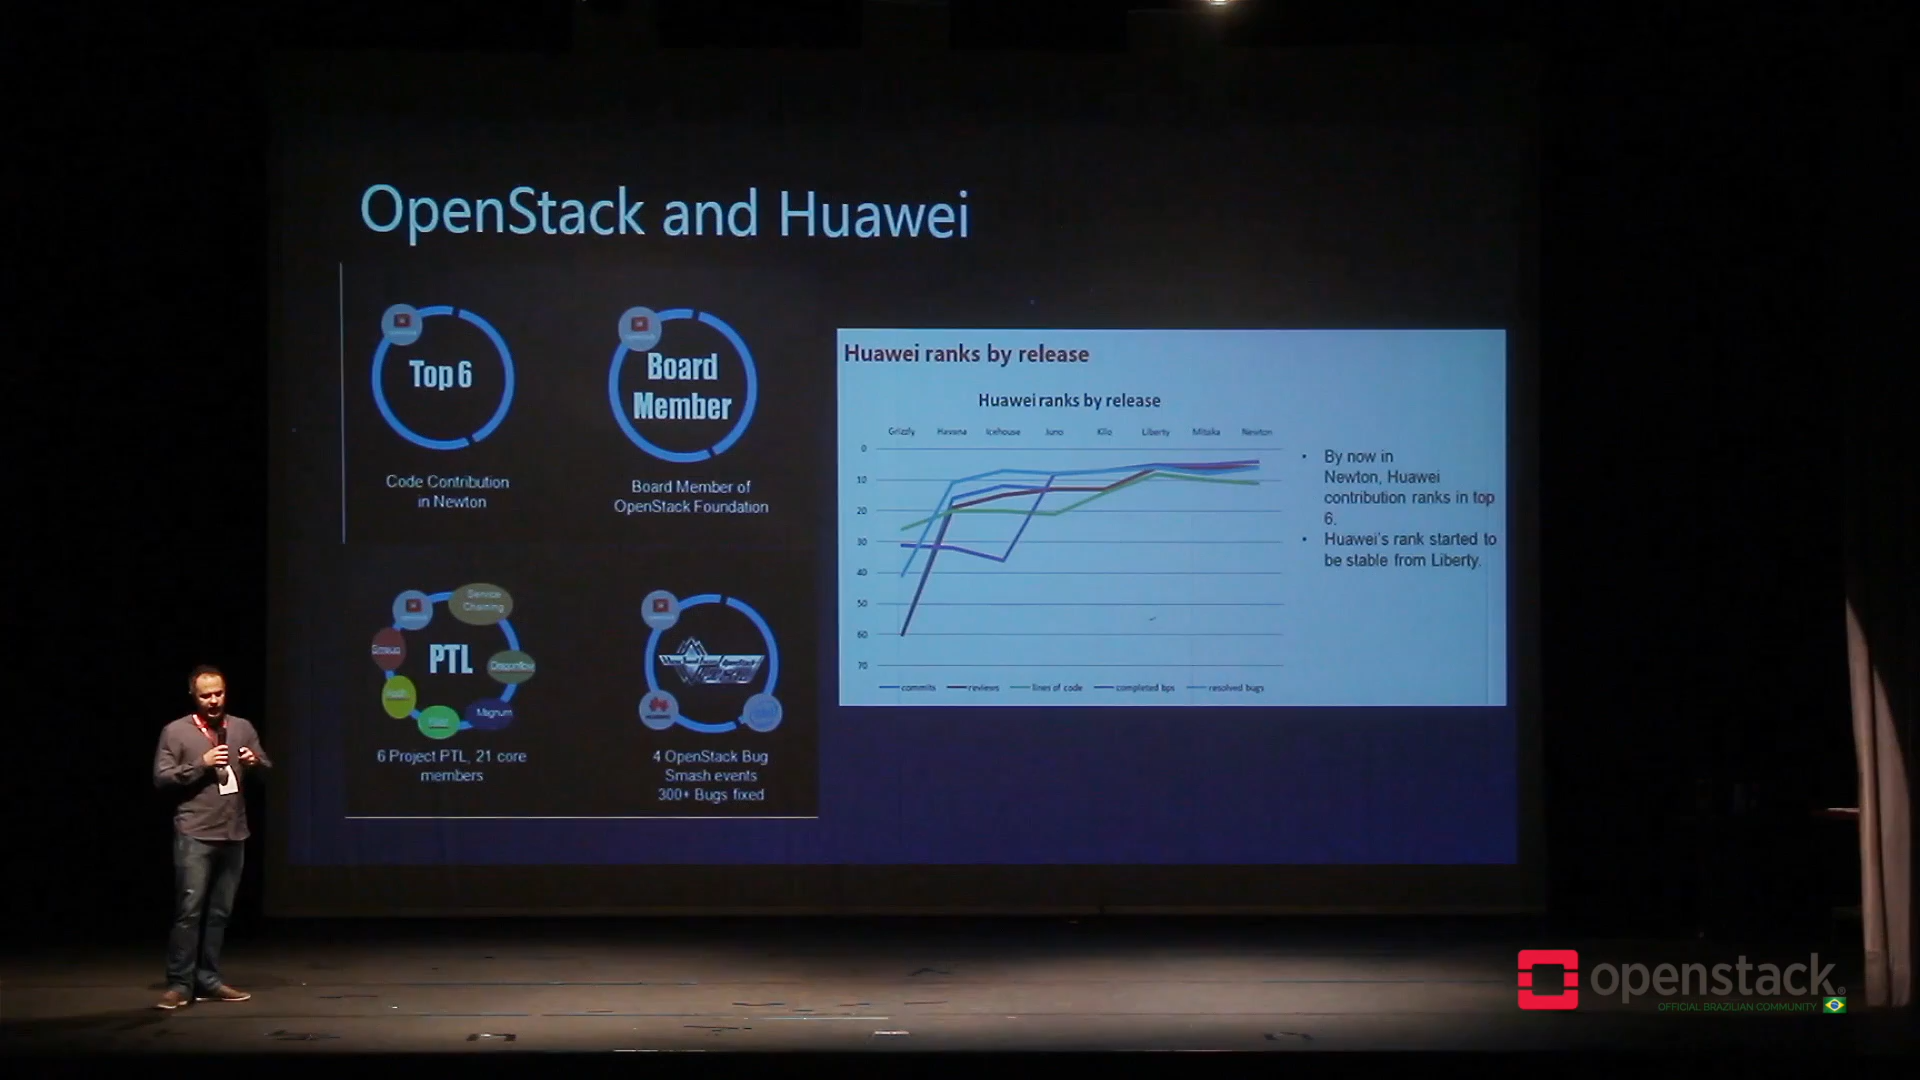 OpenStack and Huawei
Top 6
Code Contribution
in Newton
Board
Member
Board Member of
OpenStack Foundation
Service
Chaining
PTL
Dragonflow
Magnum
6 Project PTL, 21 core
members
4 OpenStack Bug
Smash events
300+ Bugs fixed
Huawei ranks by release
Huawei ranks by release
Grizzly Havana Icehouse Juno Kilo Liberty Mitaka Newton
0
10
20
30
40
50
60
70
commits reviews lines of code completed bps resolved bugs
• By now in
Newton, Huawei
contribution ranks in top
6.
• Huawei's rank started to
be stable from Liberty.
openstack®
OFFICIAL BRAZILIAN COMMUNITY